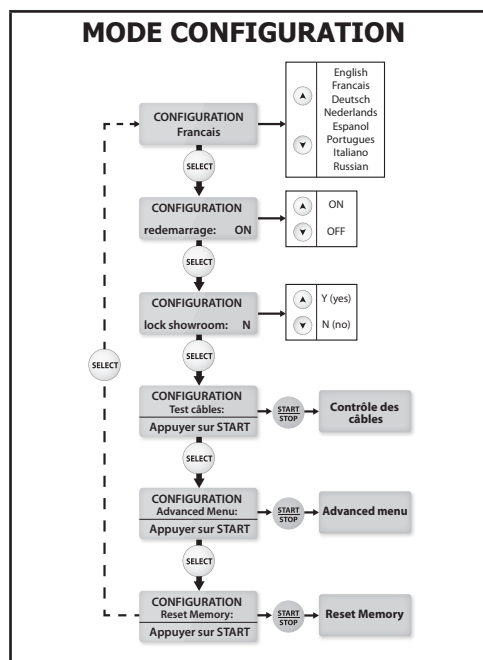 MODE CONFIGURATION
CONFIGURATION
Francais
English
Francais
Deutsch
Nederlands
Espanol
Portugues
Italiano
Russian
SELECT
CONFIGURATION
redemarrage: ON
ON
OFF
SELECT
CONFIGURATION
lock showroom: N
Y (yes)
N (no)
SELECT
SELECT
CONFIGURATION
Test câbles:
Appuyer sur START
START
STOP
Contrôle des
câbles
SELECT
CONFIGURATION
Advanced Menu:
Appuyer sur START
START
STOP
Advanced menu
SELECT
CONFIGURATION
Reset Memory:
Appuyer sur START
START
STOP
Reset Memory